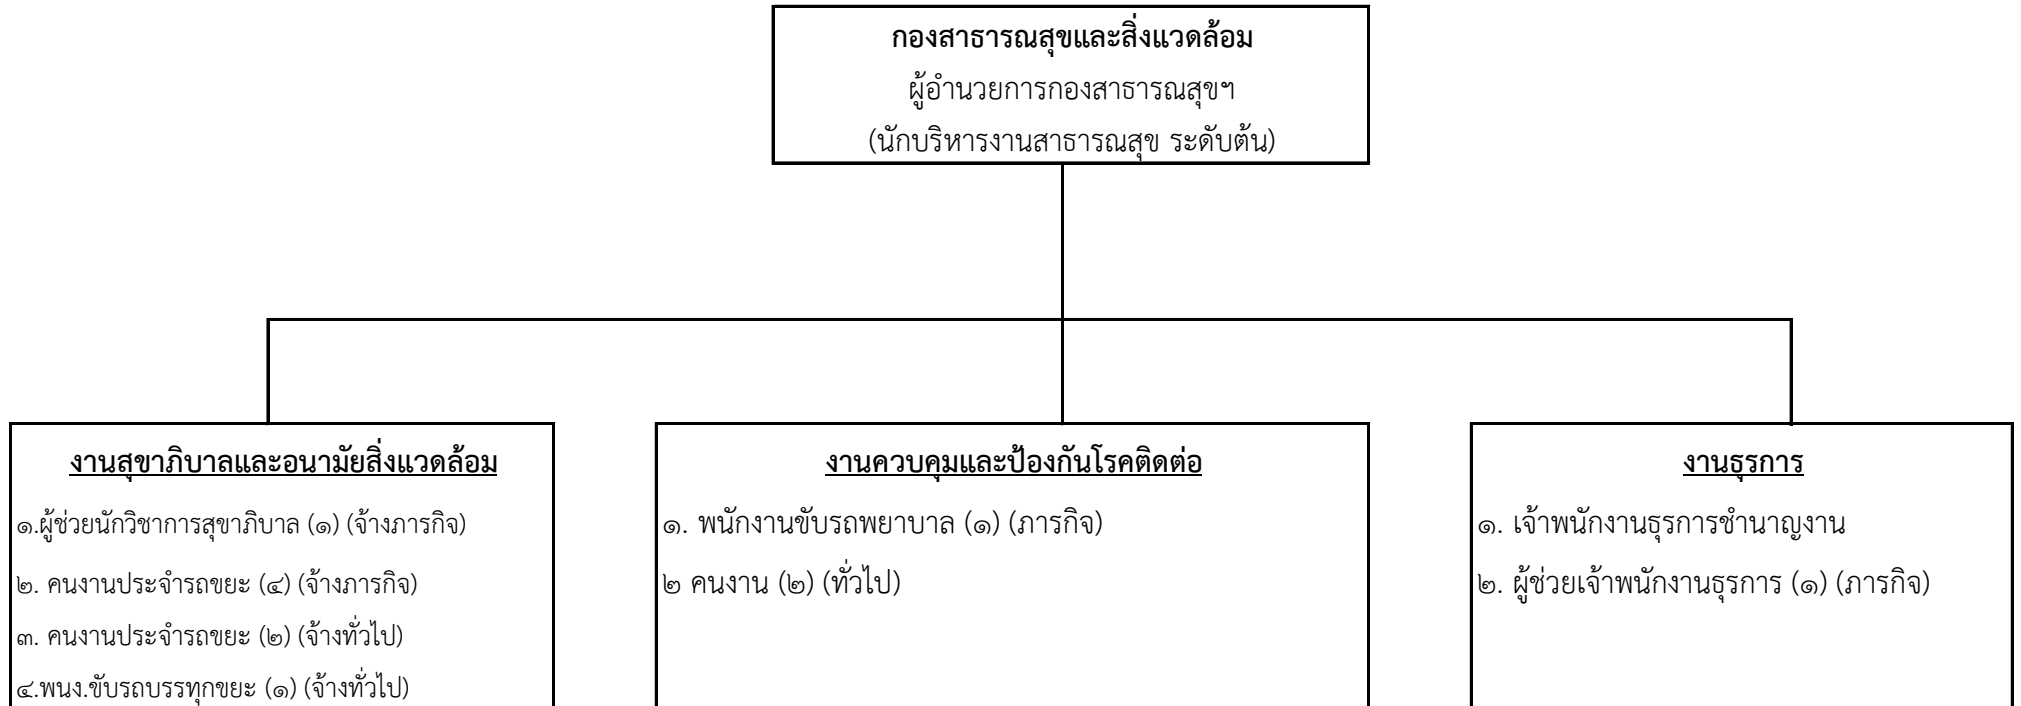 กองสาธารณสุขและสิ่งแวดล้อม
ผู้อำนวยการกองสาธารณสุขฯ
(นักบริหารงานสาธารณสุข ระดับต้น)
งานสุขาภิบาลและอนามัยสิ่งแวดล้อม
๑.ผู้ช่วยนักวิชาการสุขาภิบาล (๑) (จ้างภารกิจ)
๒. คนงานประจำรถขยะ (๔) (จ้างภารกิจ)
๓. คนงานประจำรถขยะ (๒) (จ้างทั่วไป)
๔.พนง.ขับรถบรรทุกขยะ (๑) (จ้างทั่วไป)
งานควบคุมและป้องกันโรคติดต่อ
๑. พนักงานขับรถพยาบาล (๑) (ภารกิจ)
๒ คนงาน (๒) (ทั่วไป)
งานธุรการ
๑. เจ้าพนักงานธุรการชำนาญงาน
๒. ผู้ช่วยเจ้าพนักงานธุรการ (๑) (ภารกิจ)